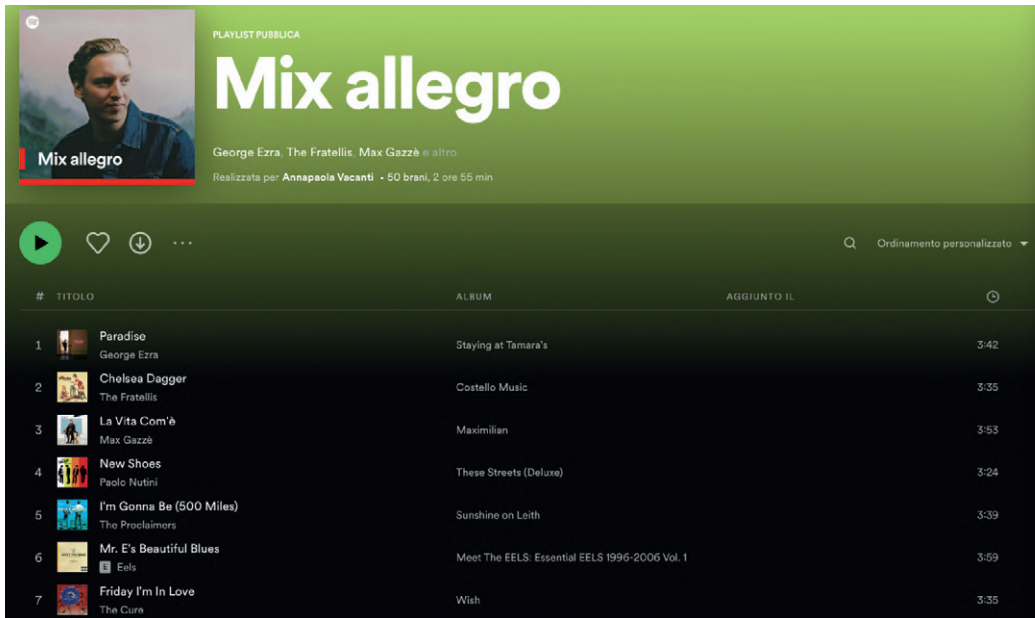 PLAYLIST PUBBLICA
Mix allegro
Mix allegro
George Ezra, The Fratellis, Max Gazzè e altro
Realizzata per Annapaola Vacanti • 50 brani, 2 ore 55 min
Ordinamento personalizzato
# TITOLO ALBUM AGGIUNTO IL
1 Paradise Staying at Tamara's 3:42
George Ezra
2 Chelsea Dagger Costello Music 3:35
The Fratellis
3 La Vita Com'è Maximilian 3:53
Max Gazzè
4 New Shoes These Streets (Deluxe) 3:24
Paolo Nutini
5 I'm Gonna Be (500 Miles) Sunshine on Leith 3:39
The Proclaimers
6 Mr. E's Beautiful Blues Meet The EELS: Essential EELS 1996-2006 Vol. 1 3:59
E Eels
7 Friday I'm In Love Wish 3:35
The Cure